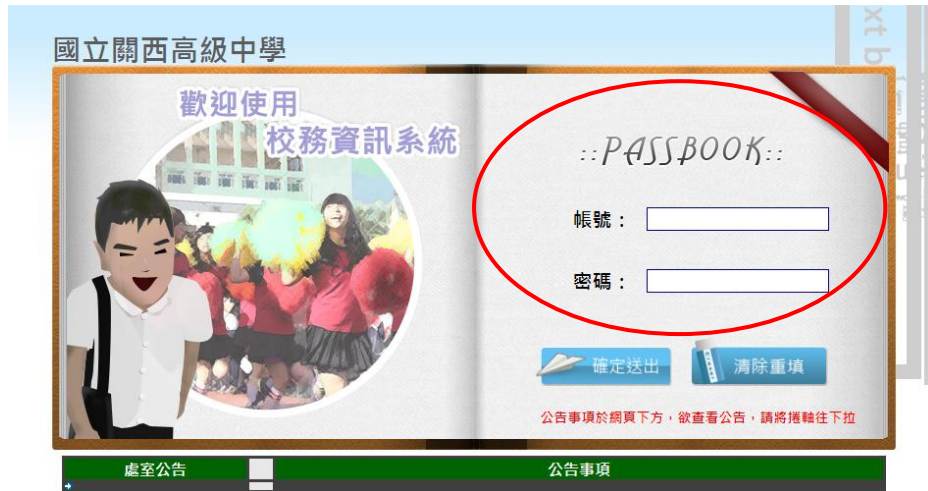 國立關西高級中學
歡迎使用
校務資訊系統
::PASSBOOK::
帳號：
密碼：
確定送出
清除重填
公告事項於網頁下方，欲查看公告，請將捲軸往下拉
處室公告
公告事項